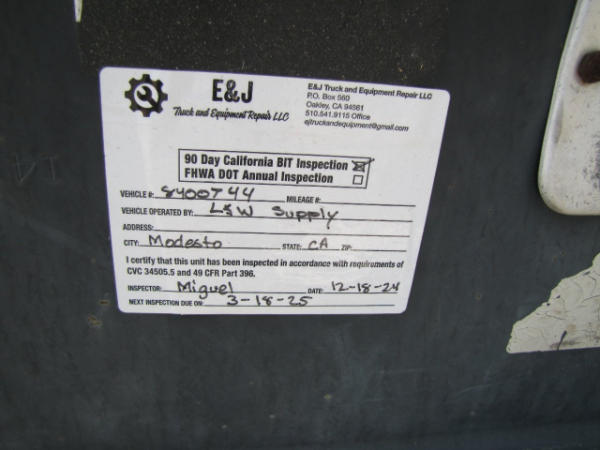 E&J
Truck and Equipment Repair LLC
E&J Truck and Equipment Repair LLC
P.O. Box 560
Oakley, CA 94561
510.541.9115 Office
ejtruckandequipment@gmail.com
90 Day California BIT Inspection
FHWA DOT Annual Inspection
VEHICLE #: 8400T44 MILEAGE #:
VEHICLE OPERATED BY: L&W Supply
ADDRESS:
CITY: Modesto STATE: CA ZIP:
I certify that this unit has been inspected in accordance with requirements of
CVC 34505.5 and 49 CFR Part 396.
INSPECTOR: Miguel DATE: 12-18-24
NEXT INSPECTION DUE ON: 3-18-25